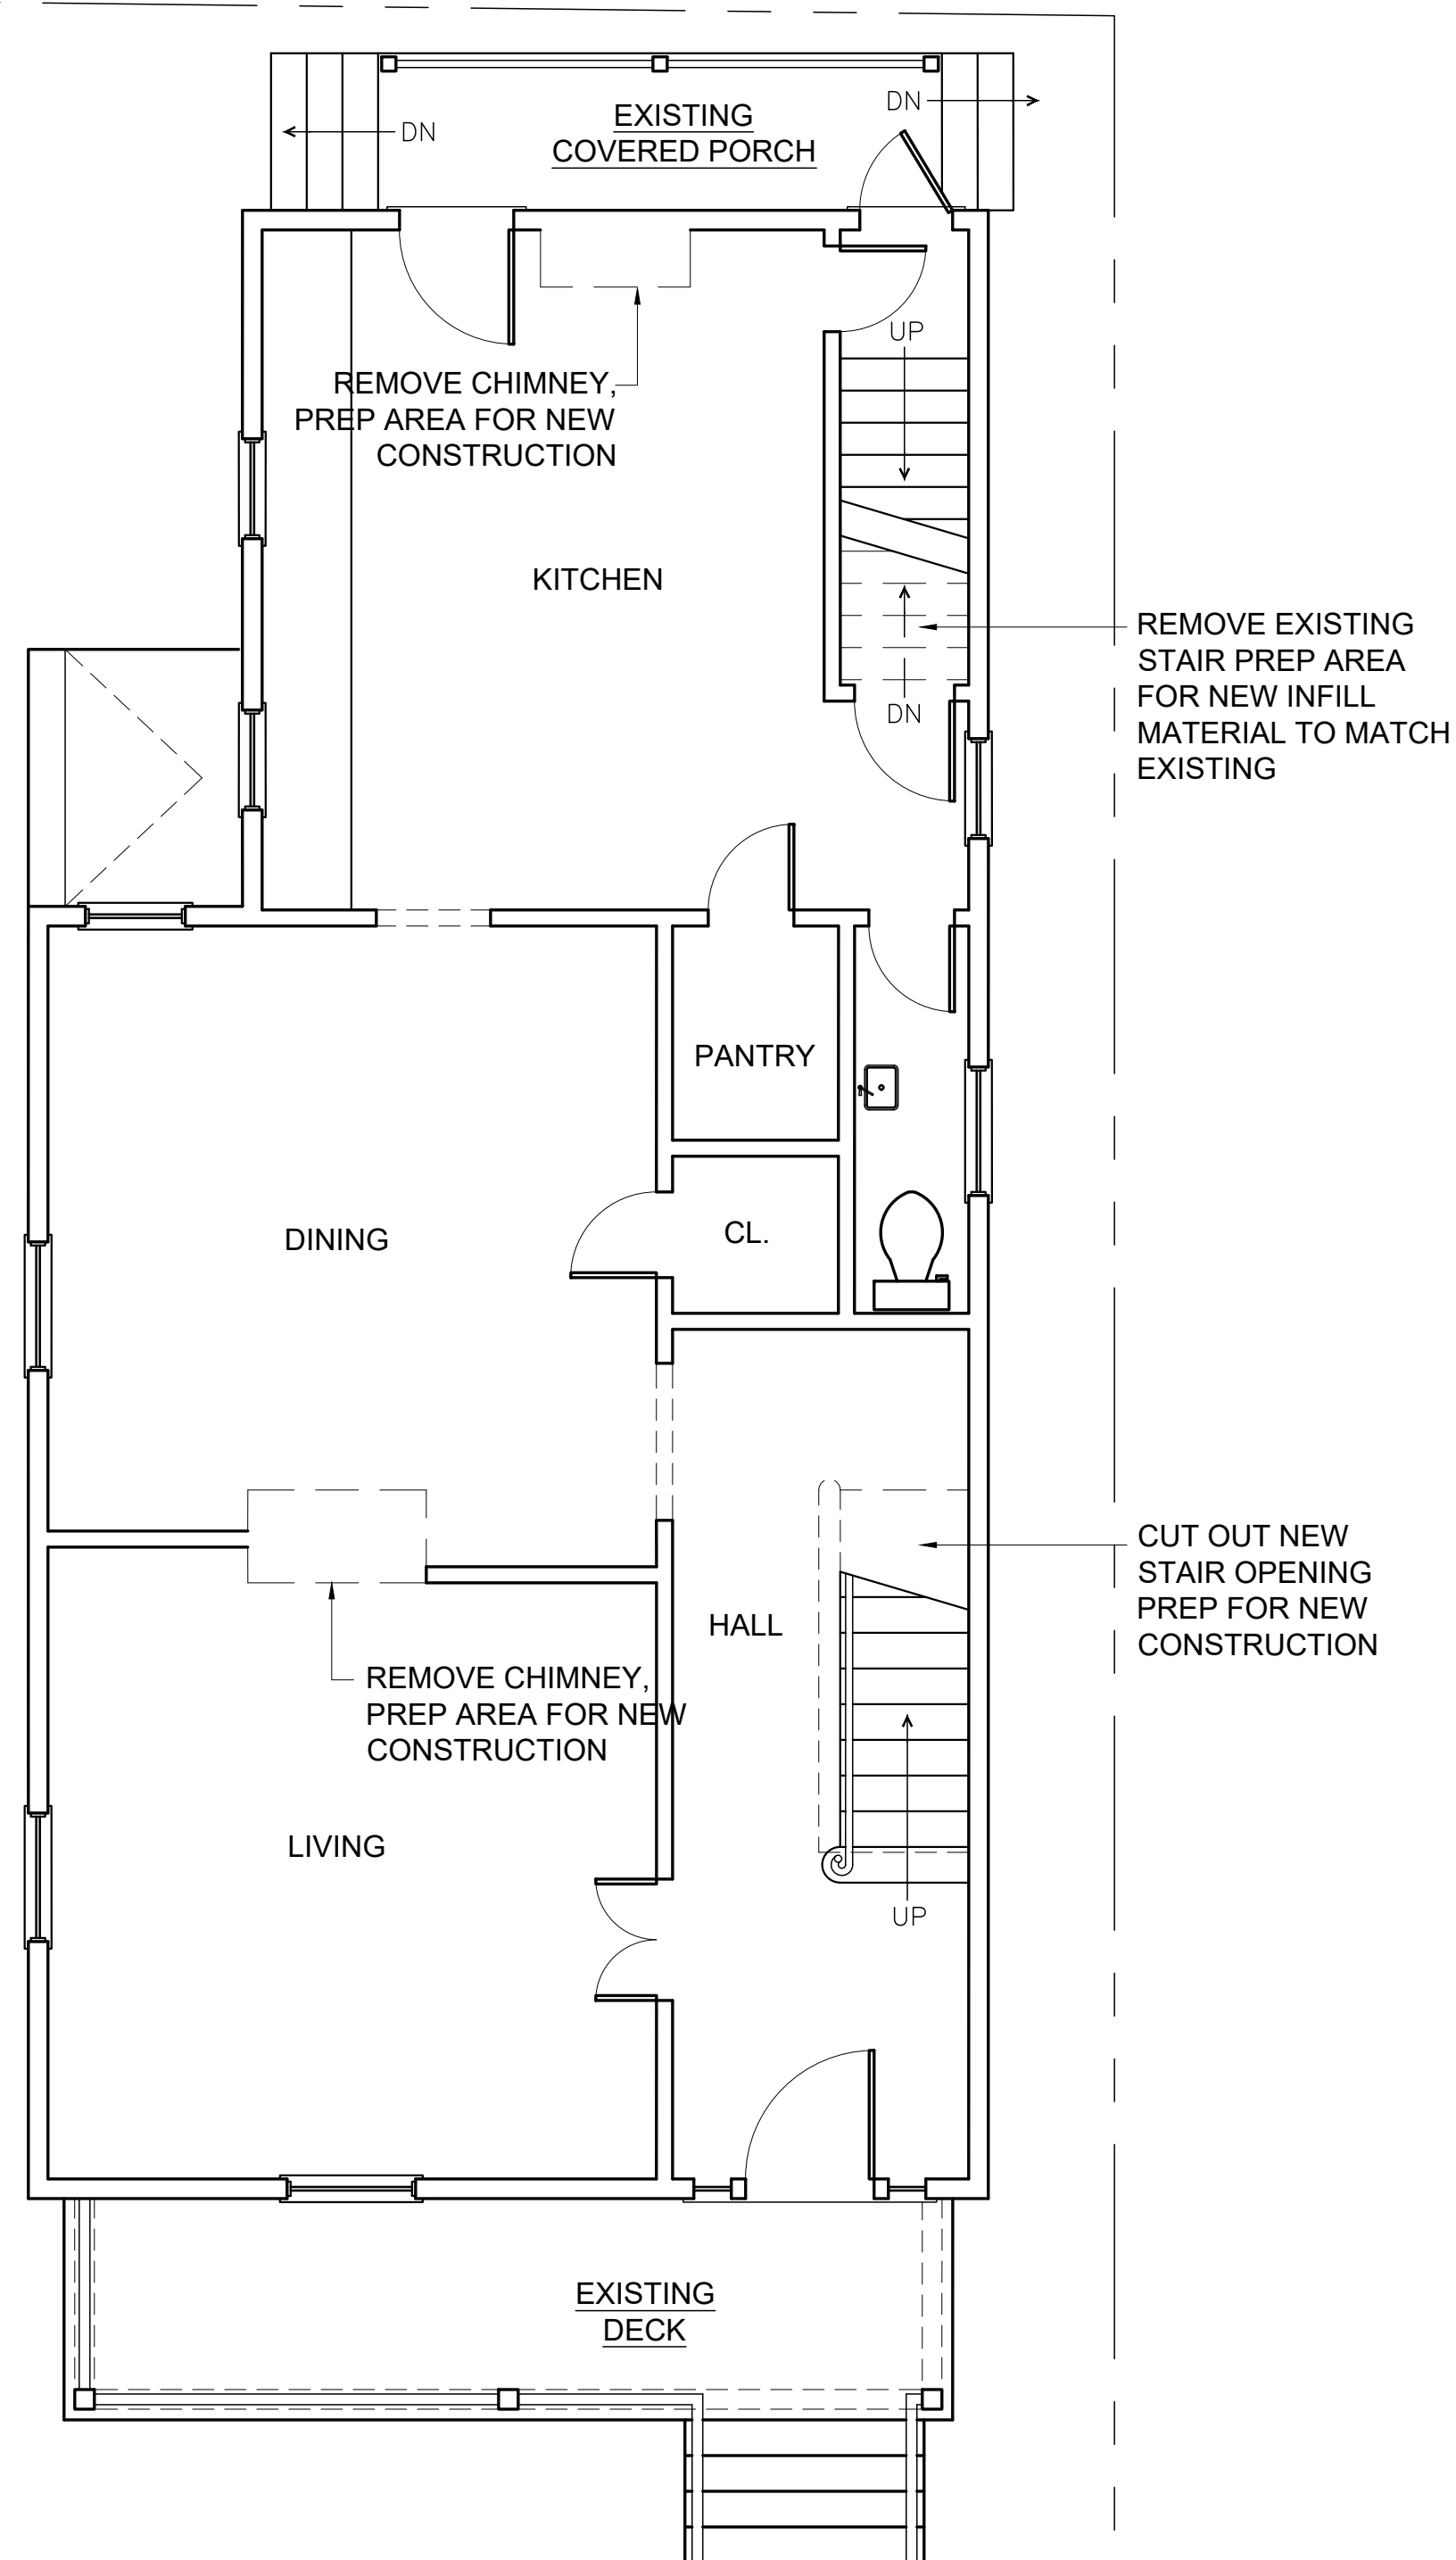 EXISTING
COVERED PORCH
DN
DN
UP
REMOVE CHIMNEY,
PREP AREA FOR NEW
CONSTRUCTION
KITCHEN
REMOVE EXISTING
STAIR PREP AREA
FOR NEW INFILL
MATERIAL TO MATCH
EXISTING
DN
PANTRY
DINING
CL.
CUT OUT NEW
STAIR OPENING
PREP FOR NEW
CONSTRUCTION
HALL
REMOVE CHIMNEY,
PREP AREA FOR NEW
CONSTRUCTION
LIVING
UP
EXISTING
DECK